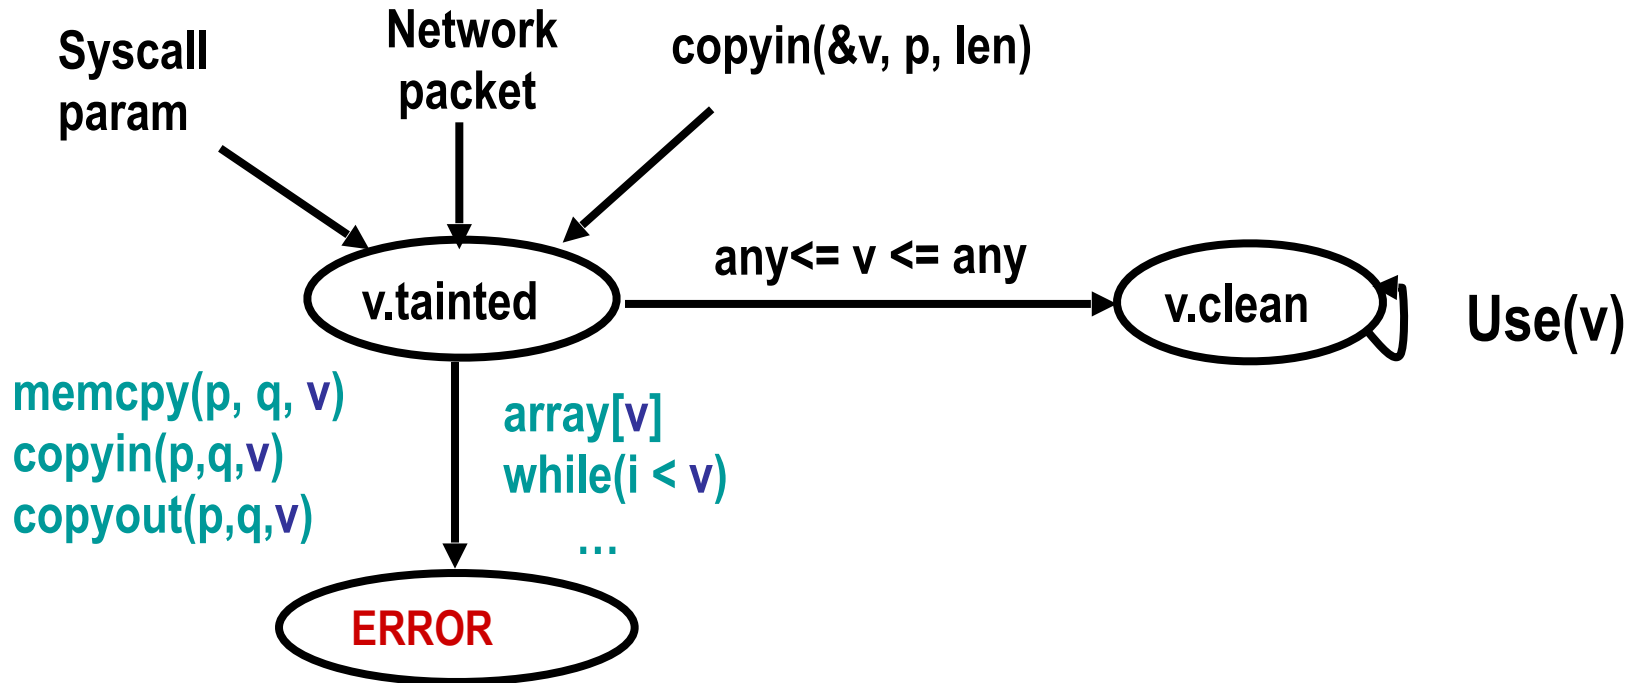 Syscall
param
Network
packet
copyin(&v, p, len)
any<= v <= any
v.tainted
v.clean
Use(v)
memcpy(p, q, v)
copyin(p,q,v)
copyout(p,q,v)
array[v]
while(i < v)
...
ERROR